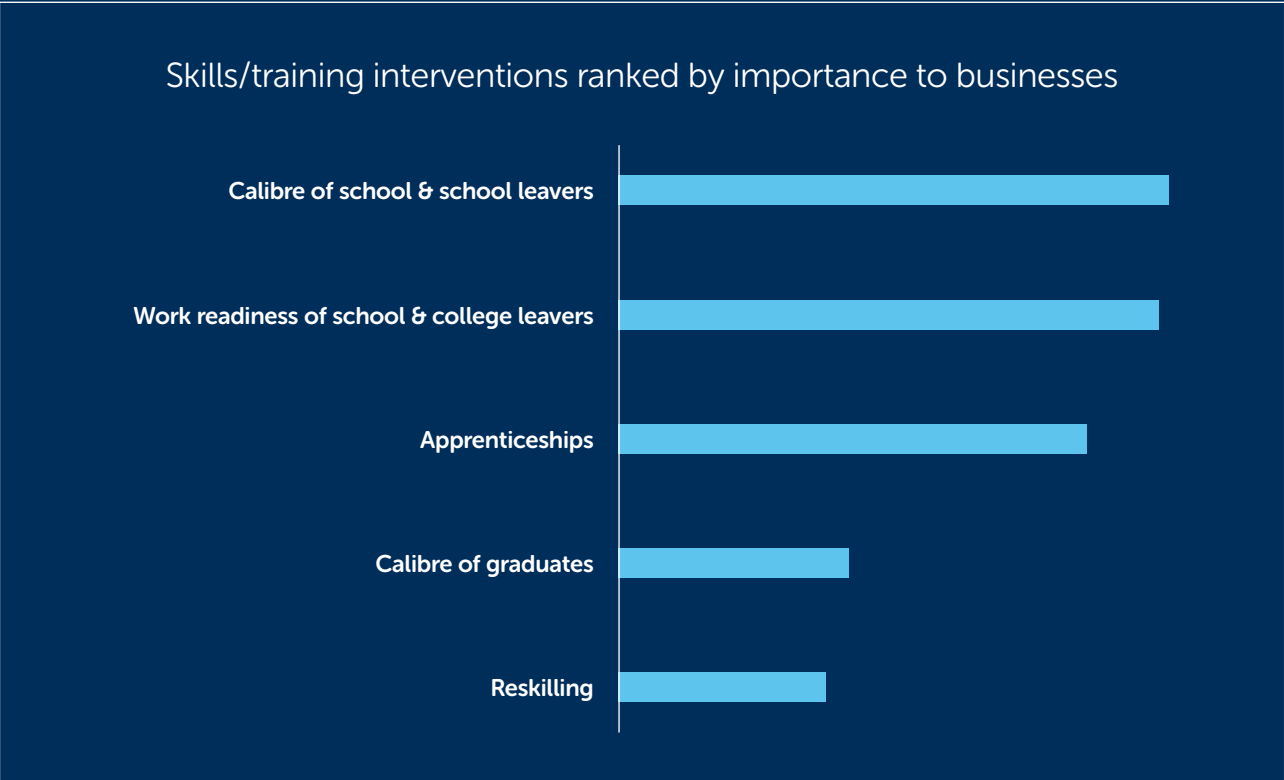 Skills/training interventions ranked by importance to businesses
Calibre of school & school leavers
Work readiness of school & college leavers
Apprenticeships
Calibre of graduates
Reskilling